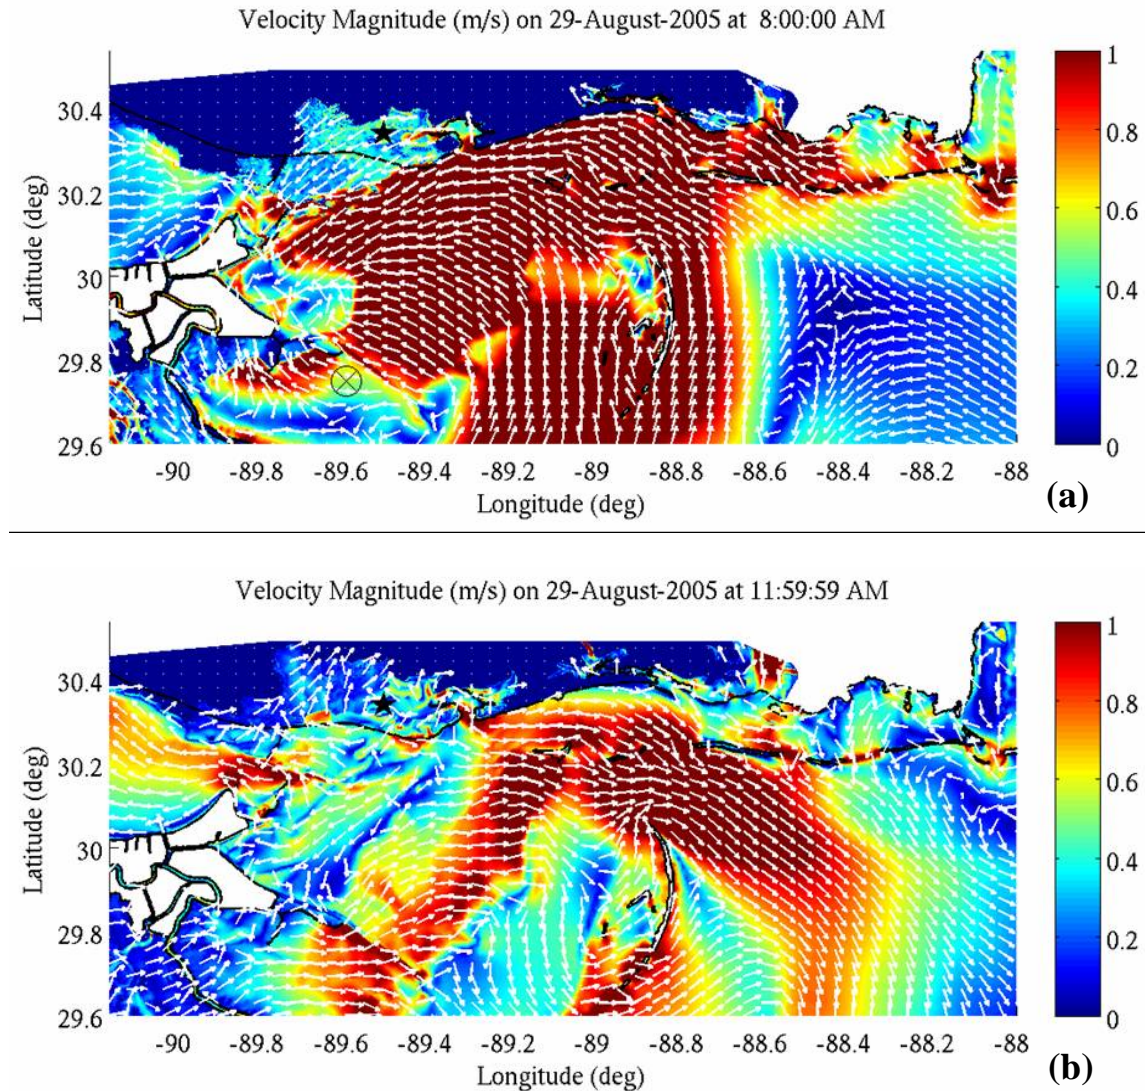 Velocity Magnitude (m/s) on 29-August-2005 at 8:00:00 AM
1
30.4
0.8
30.2
0.6
Latitude (deg)
30
0.4
29.8
0.2
29.6
0
-90 -89.8 -89.6 -89.4 -89.2 -89 -88.8 -88.6 -88.4 -88.2 -88
Longitude (deg)
(a)
Velocity Magnitude (m/s) on 29-August-2005 at 11:59:59 AM
1
30.4
0.8
30.2
0.6
Latitude (deg)
30
0.4
29.8
0.2
29.6
0
-90 -89.8 -89.6 -89.4 -89.2 -89 -88.8 -88.6 -88.4 -88.2 -88
Longitude (deg)
(b)